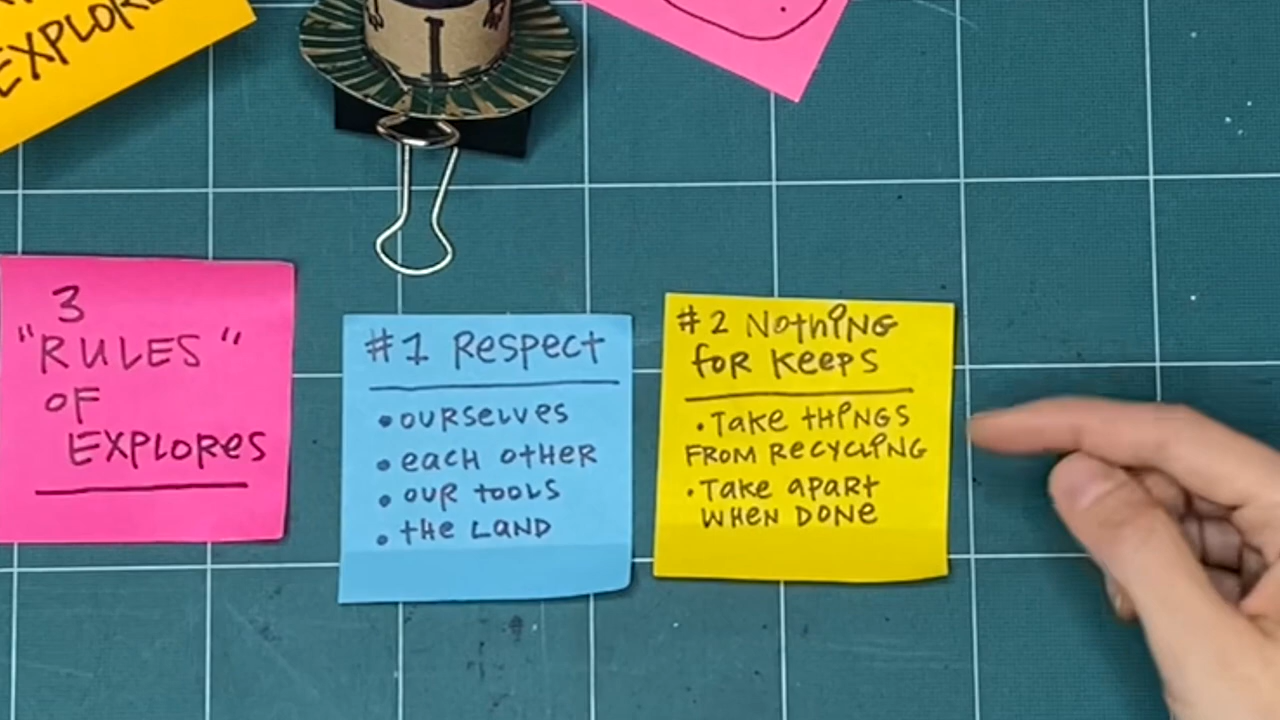 EXPLORE
I
3
"RULES"
OF
EXPLORES
#1 Respect
• OURSELVES
• EACH OTHER
• OUR TOOLS
• THE LAND
#2 NOTHING
FOR KEEPS
• TAKE THINGS
FROM RECYCLING
• TAKE APART
WHEN DONE